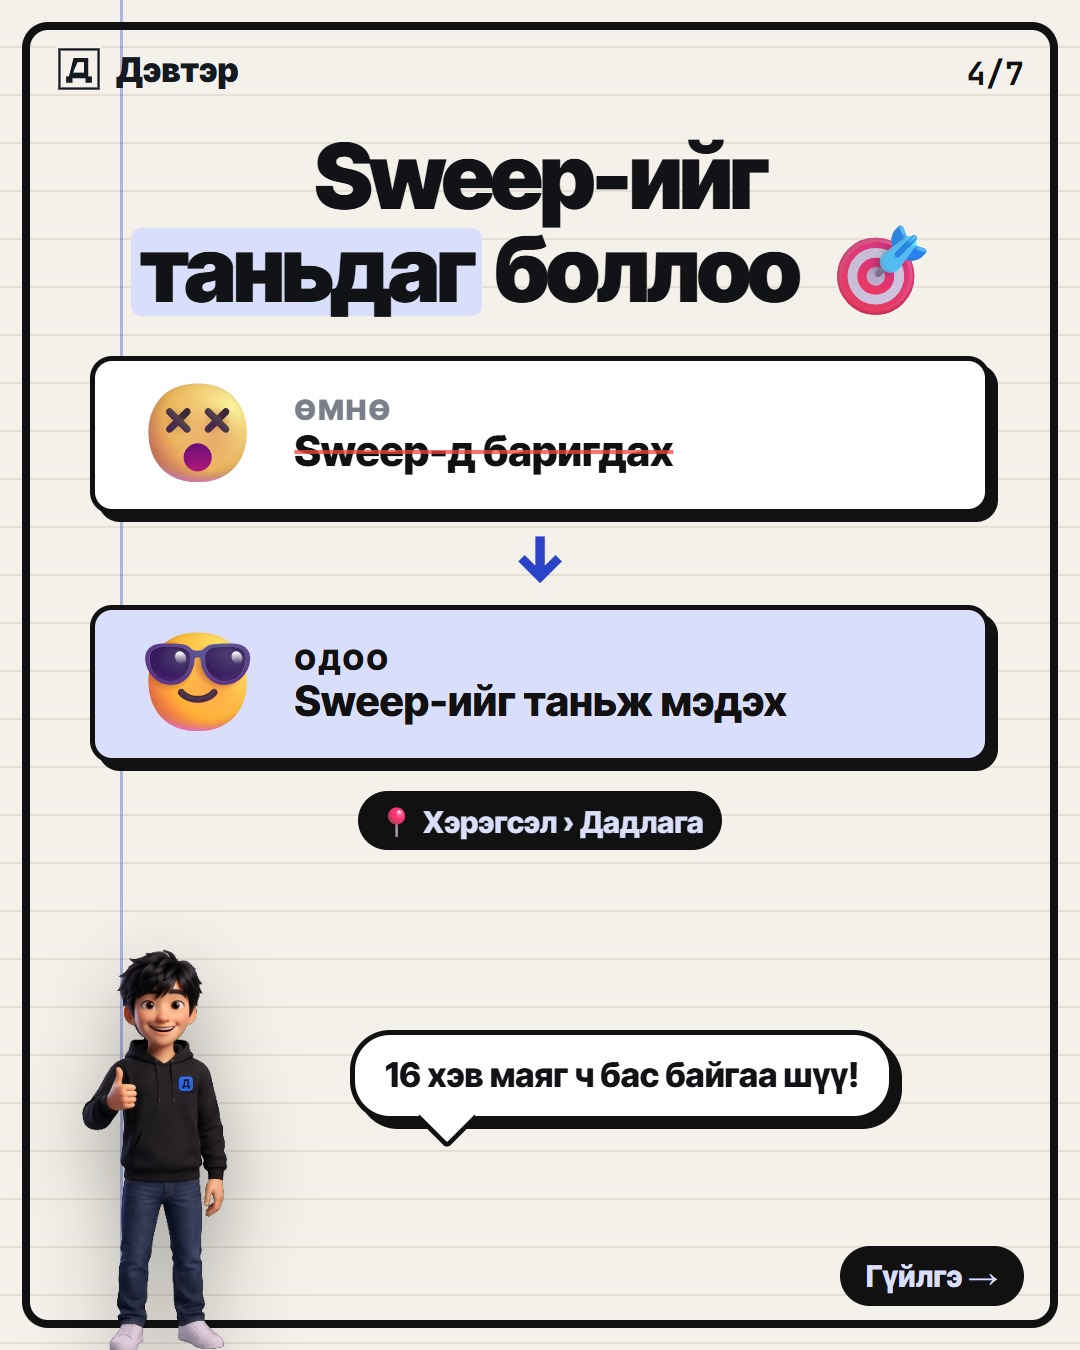 Д Дэвтэр
4/7
Sweep-ийг
таньдаг боллоо
өмнө
Sweep-д баригдах
одоо
Sweep-ийг таньж мэдэх
Хэрэгсэл › Дадлага
Д
16 хэв маяг ч бас байгаа шүү!
Гүйлгэ →